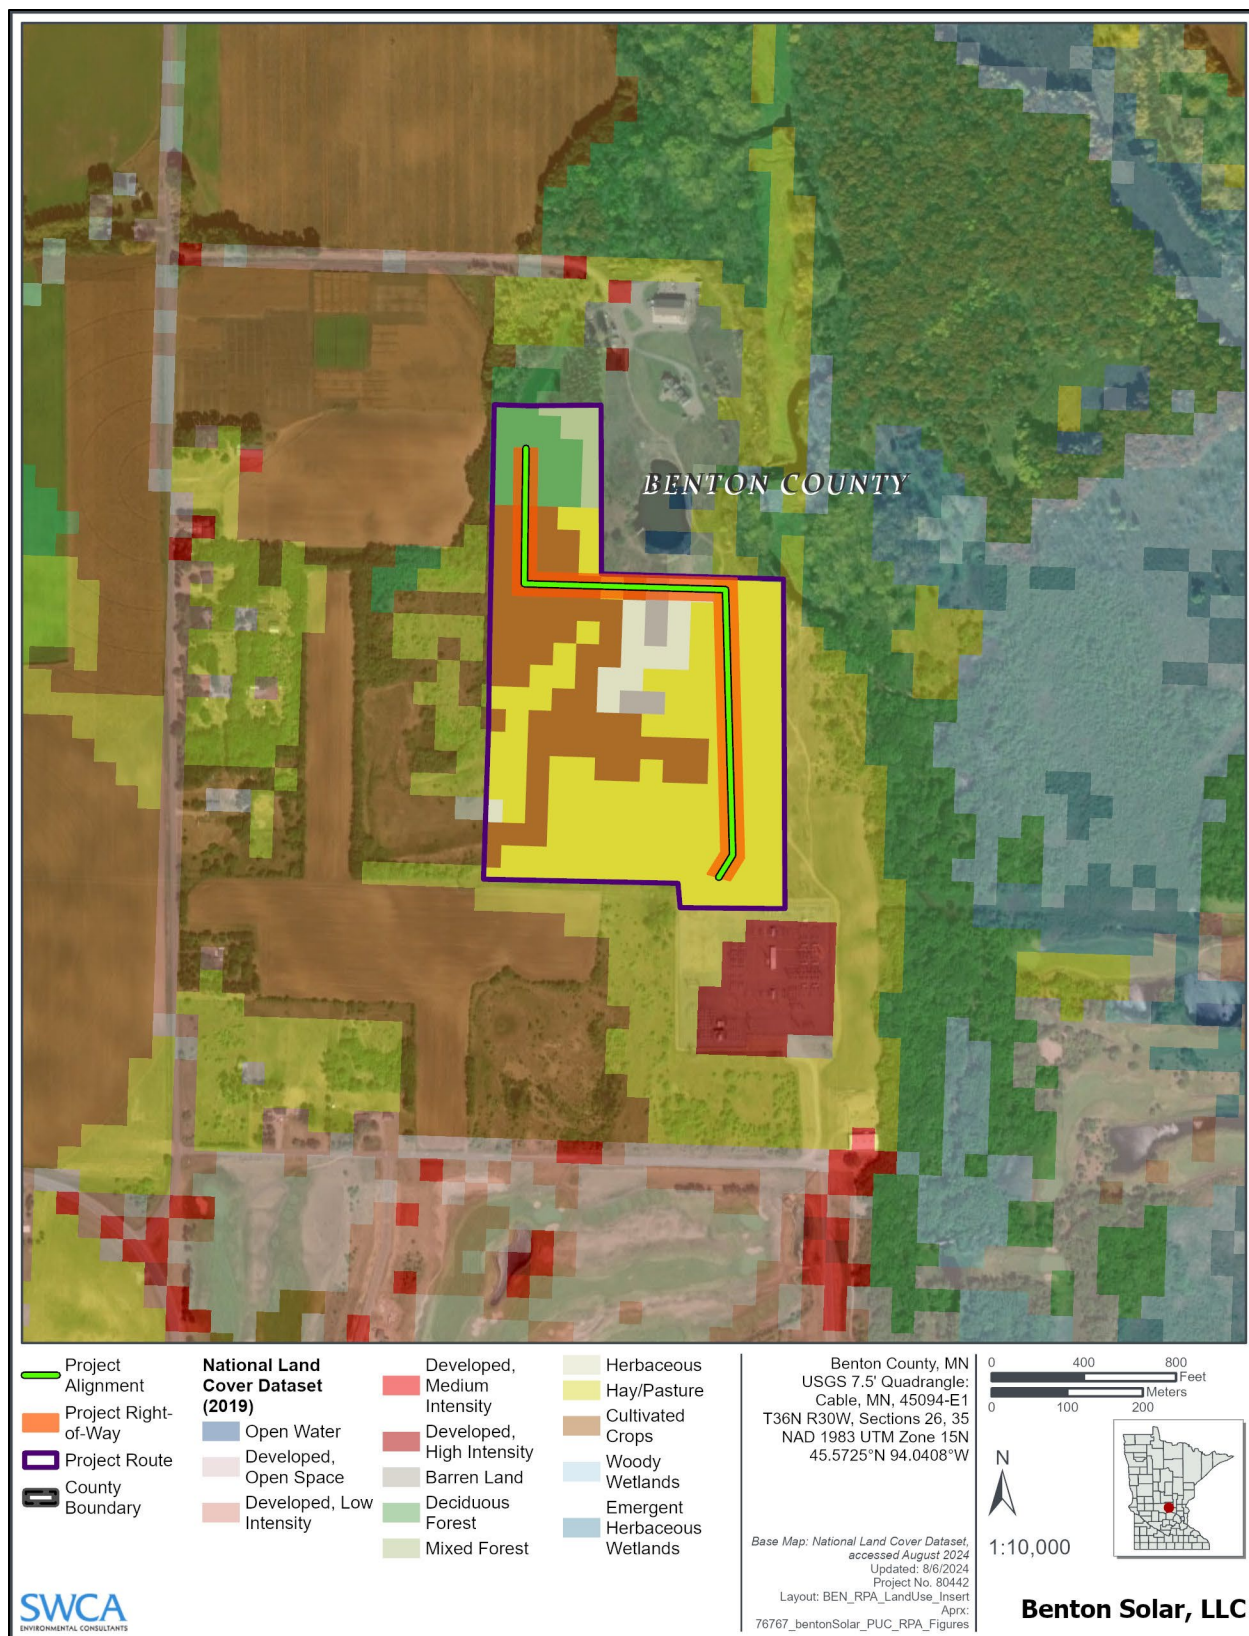 BENTON COUNTY
Project
Alignment
Project Right-
of-Way
Project Route
County
Boundary
National Land
Cover Dataset
(2019)
Open Water
Developed,
Open Space
Developed, Low
Intensity
Developed,
Medium
Intensity
Developed,
High Intensity
Barren Land
Deciduous
Forest
Mixed Forest
Herbaceous
Hay/Pasture
Cultivated
Crops
Woody
Wetlands
Emergent
Herbaceous
Wetlands
Benton County, MN
USGS 7.5' Quadrangle:
Cable, MN, 45094-E1
T36N R30W, Sections 26, 35
NAD 1983 UTM Zone 15N
45.5725°N 94.0408°W
Base Map: National Land Cover Dataset,
accessed August 2024
Updated: 8/6/2024
Project No. 80442
Layout: BEN_RPA_LandUse_Insert
Aprx:
76767_bentonSolar_PUC_RPA_Figures
0 400 800
Feet
Meters
0 100 200
N
1:10,000
SWCA
ENVIRONMENTAL CONSULTANTS
Benton Solar, LLC